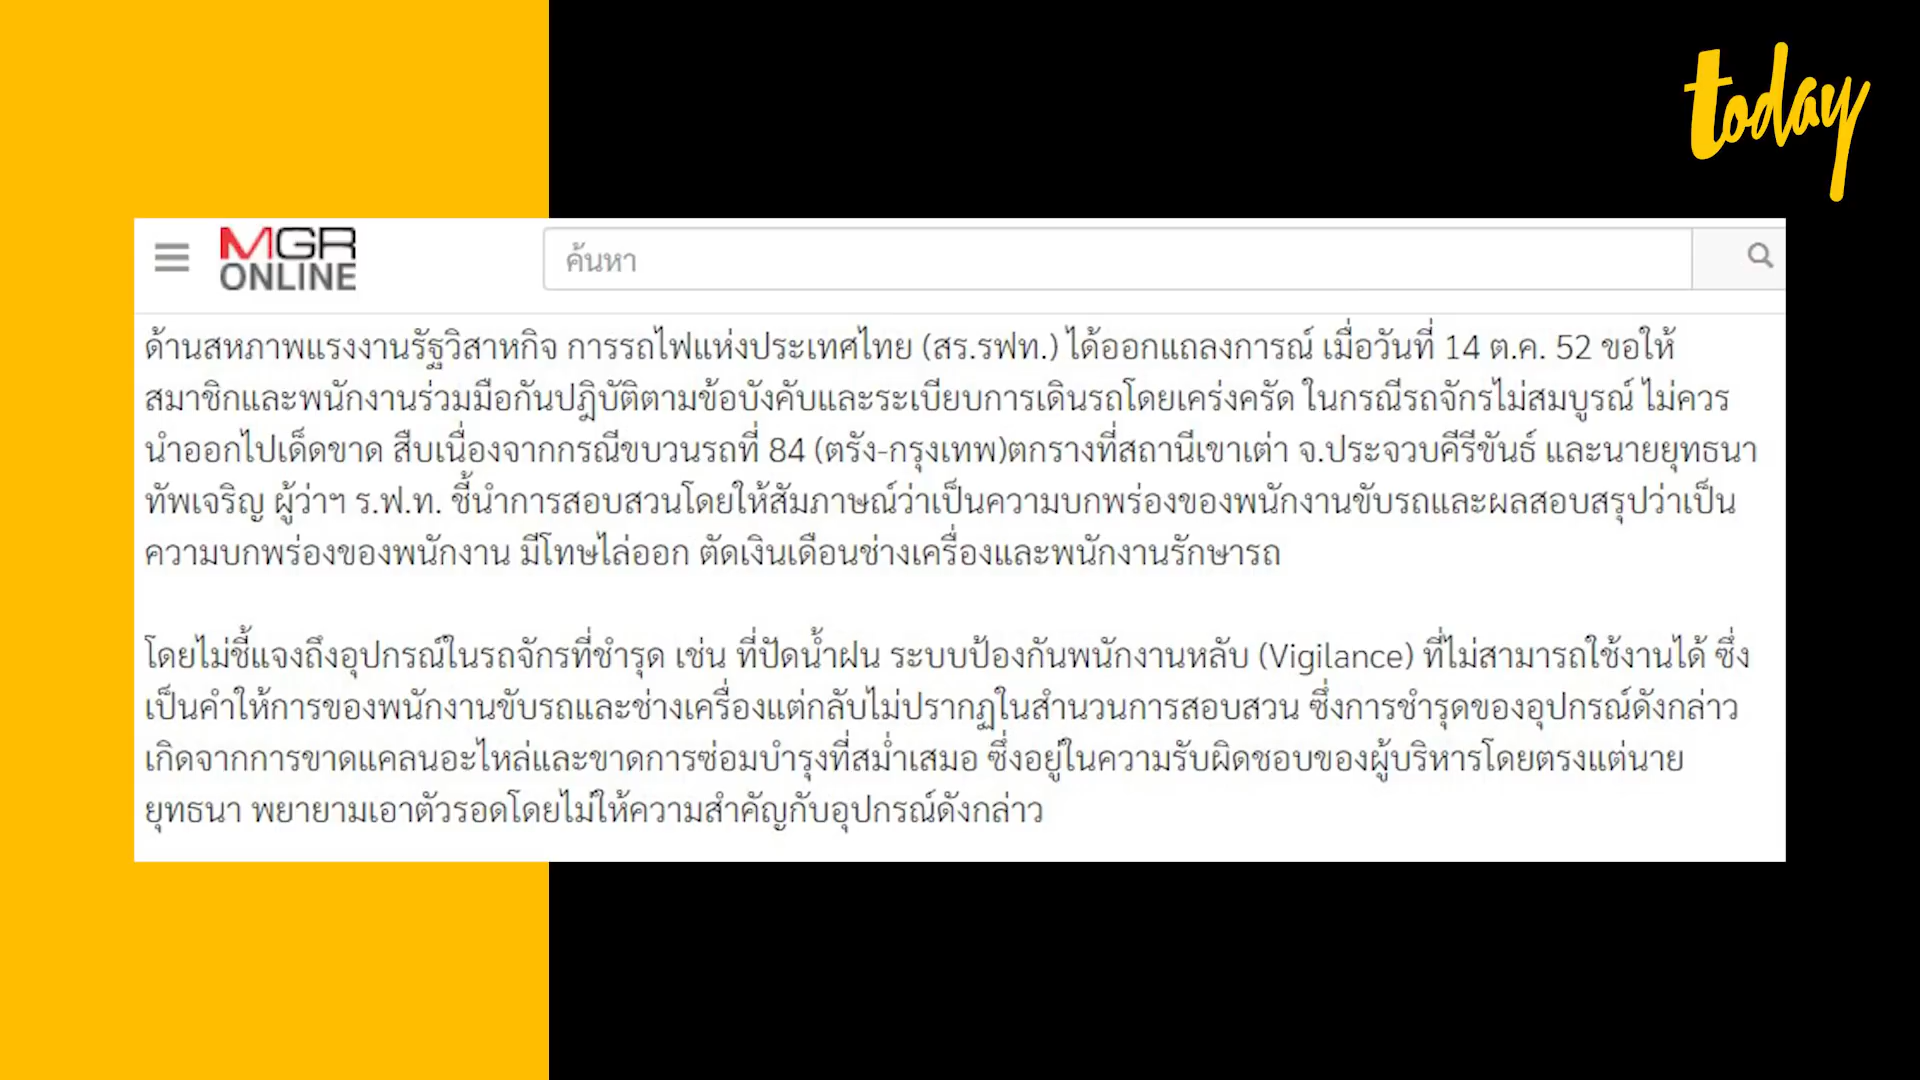 today
MGR
ONLINE
ค้นหา
ด้านสหภาพแรงงานรัฐวิสาหกิจ การรถไฟแห่งประเทศไทย (สร.รฟท.) ได้ออกแถลงการณ์ เมื่อวันที่ 14 ต.ค. 52 ขอให้
สมาชิกและพนักงานร่วมมือกันปฏิบัติตามข้อบังคับและระเบียบการเดินรถโดยเคร่งครัด ในกรณีรถจักรไม่สมบูรณ์ ไม่ควร
นำออกไปเด็ดขาด สืบเนื่องจากกรณีขบวนรถที่ 84 (ตรัง-กรุงเทพ)ตกรางที่สถานีเขาเต่า จ.ประจวบคีรีขันธ์ และนายยุทธนา
ทัพเจริญ ผู้ว่าฯ ร.ฟ.ท. ชี้นำการสอบสวนโดยให้สัมภาษณ์ว่าเป็นความบกพร่องของพนักงานขับรถและผลสอบสรุปว่าเป็น
ความบกพร่องของพนักงาน มีโทษไล่ออก ตัดเงินเดือนช่างเครื่องและพนักงานรักษารถ
โดยไม่ชี้แจงถึงอุปกรณ์ในรถจักรที่ชำรุด เช่น ที่ปัดน้ำฝน ระบบป้องกันพนักงานหลับ (Vigilance) ที่ไม่สามารถใช้งานได้ ซึ่ง
เป็นคำให้การของพนักงานขับรถและช่างเครื่องแต่กลับไม่ปรากฏในสำนวนการสอบสวน ซึ่งการชำรุดของอุปกรณ์ดังกล่าว
เกิดจากการขาดแคลนอะไหล่และขาดการซ่อมบำรุงที่สม่ำเสมอ ซึ่งอยู่ในความรับผิดชอบของผู้บริหารโดยตรงแต่นาย
ยุทธนา พยายามเอาตัวรอดโดยไม่ให้ความสำคัญกับอุปกรณ์ดังกล่าว